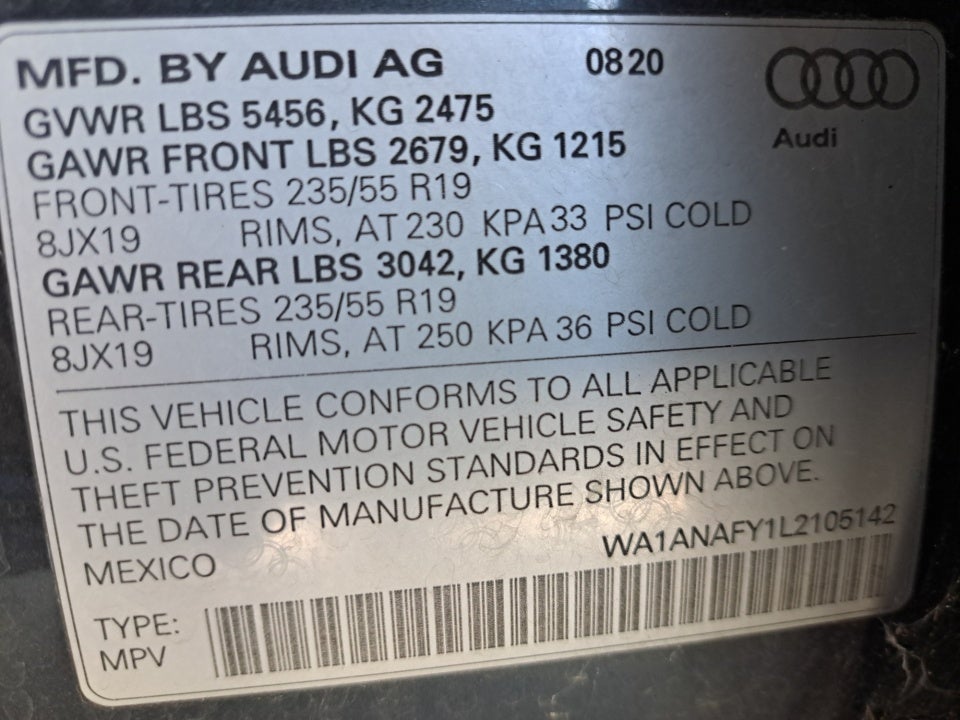 MFD. BY AUDI AG 0820
GVWR LBS 5456, KG 2475
GAWR FRONT LBS 2679, KG 1215
Audi
FRONT-TIRES 235/55 R19
8JX19 RIMS, AT 230 KPA 33 PSI COLD
GAWR REAR LBS 3042, KG 1380
REAR-TIRES 235/55 R19
8JX19 RIMS, AT 250 KPA 36 PSI COLD
THIS VEHICLE CONFORMS TO ALL APPLICABLE
U.S. FEDERAL MOTOR VEHICLE SAFETY AND
THEFT PREVENTION STANDARDS IN EFFECT ON
THE DATE OF MANUFACTURE SHOWN ABOVE.
MEXICO WA1ANAFY1L2105142
TYPE:
MPV